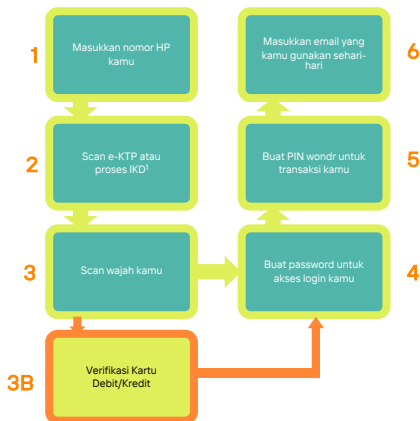 1
Masukkan nomor HP
kamu
2
Scan e-KTP atau
proses IKD¹
3
Scan wajah kamu
3B
Verifikasi Kartu
Debit/Kredit
4
Buat password untuk
akses login kamu
5
Buat PIN wondr untuk
transaksi kamu
6
Masukkan email yang
kamu gunakan sehari-
hari